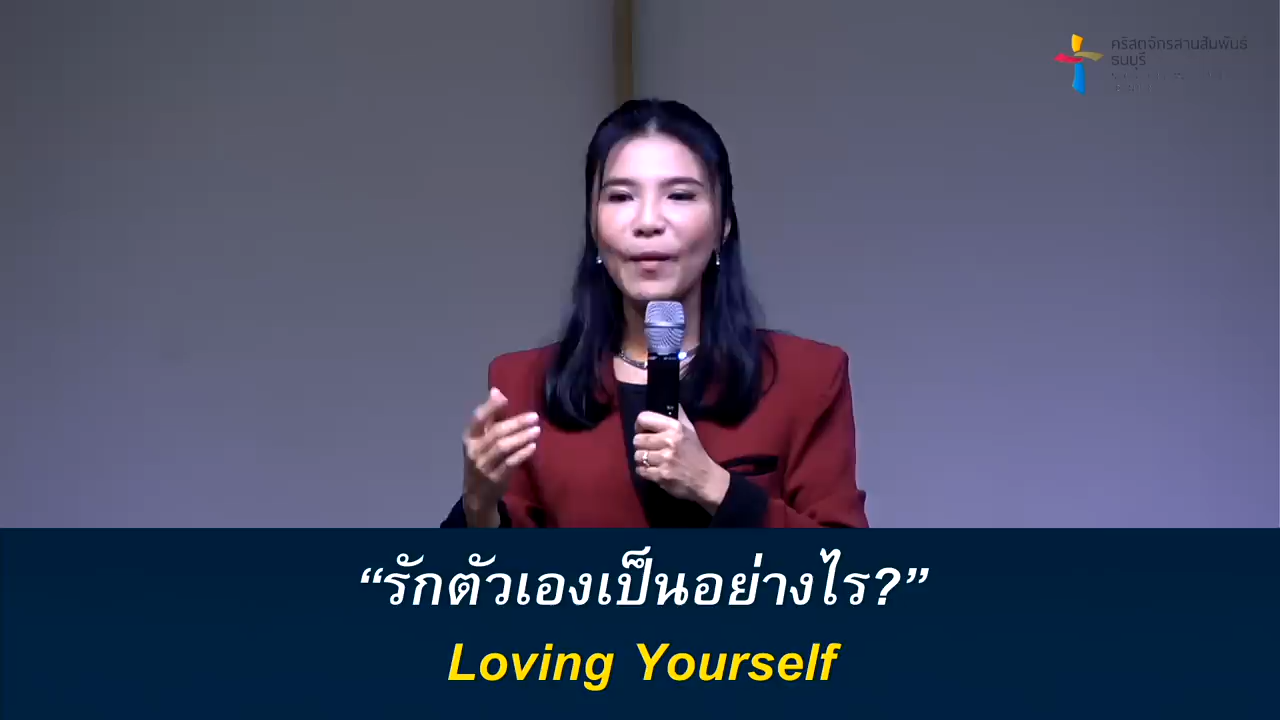 คริสตจักรสานสัมพันธ์
ธนบุรี
“รักตัวเองเป็นอย่างไร?”
Loving Yourself